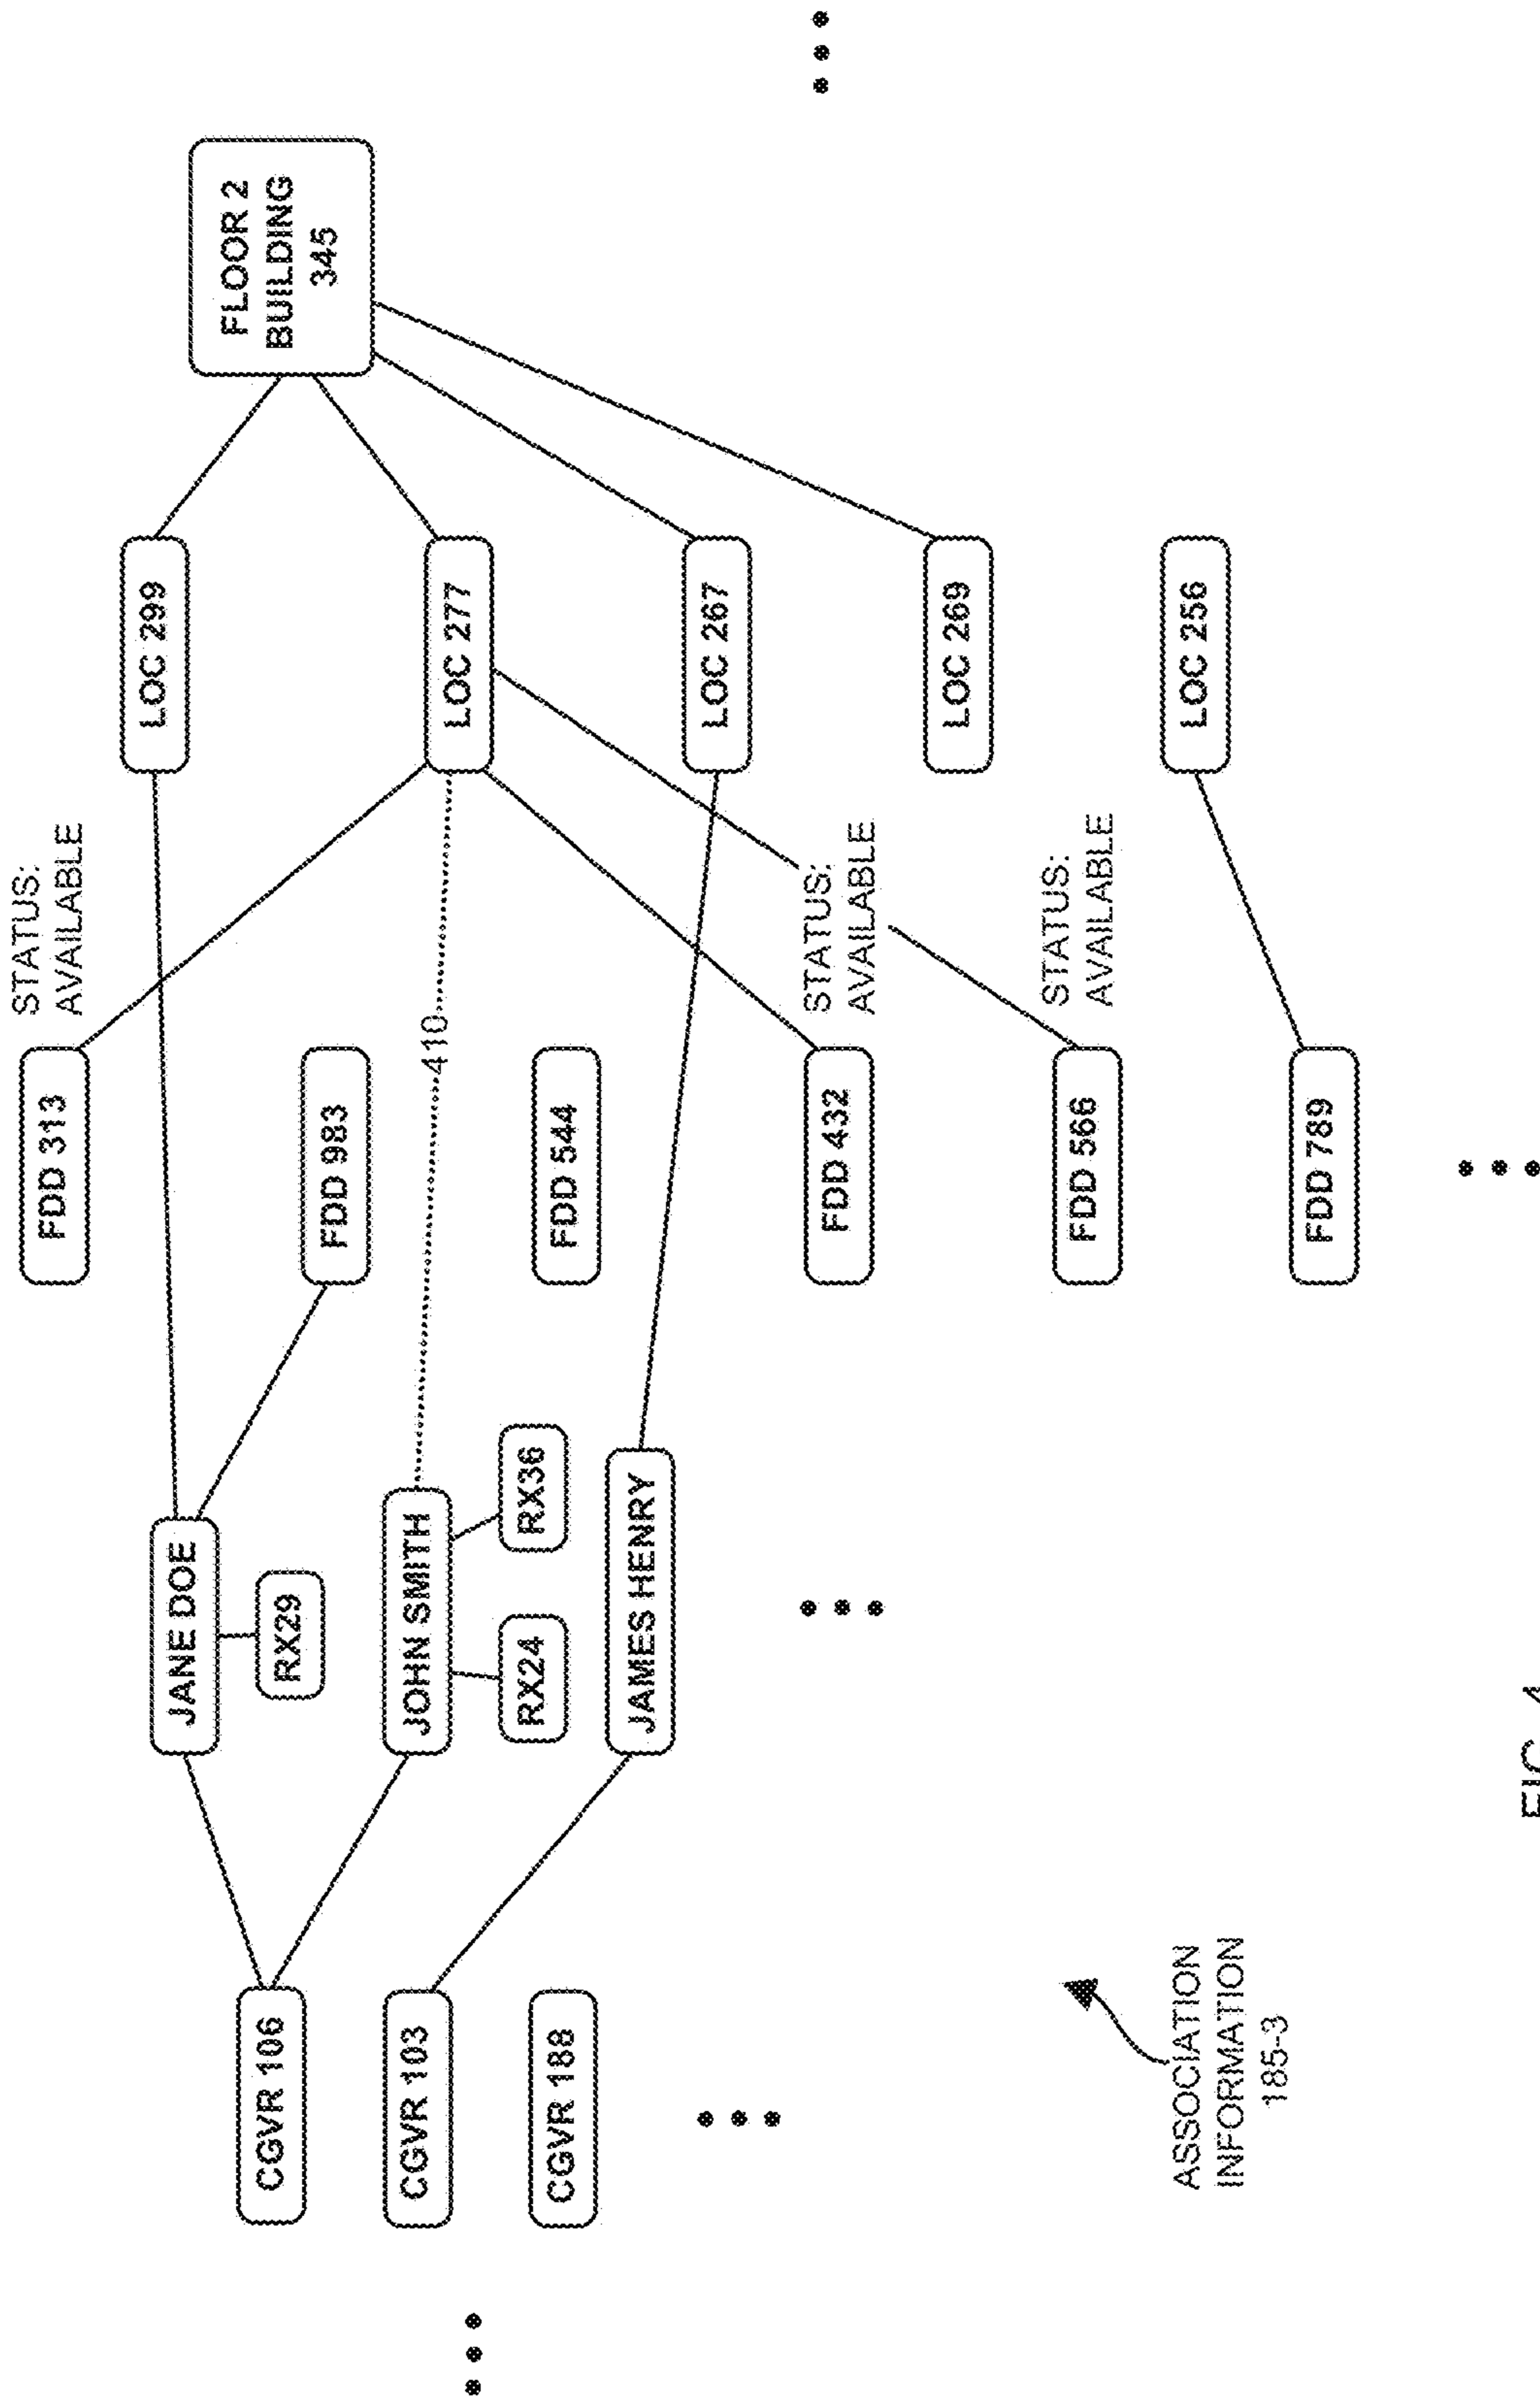 CGVR 106
CGVR 103
CGVR 188
JANE DOE
RX29
JOHN SMITH
RX24
RX36
JAMES HENRY
410
STATUS:
AVAILABLE
FDD 313
FDD 983
FDD 544
STATUS:
AVAILABLE
FDD 432
STATUS:
AVAILABLE
FDD 566
FDD 789
LOC 299
LOC 277
LOC 267
LOC 269
LOC 256
FLOOR 2
BUILDING
345
ASSOCIATION
INFORMATION
185-3
FIG. 4